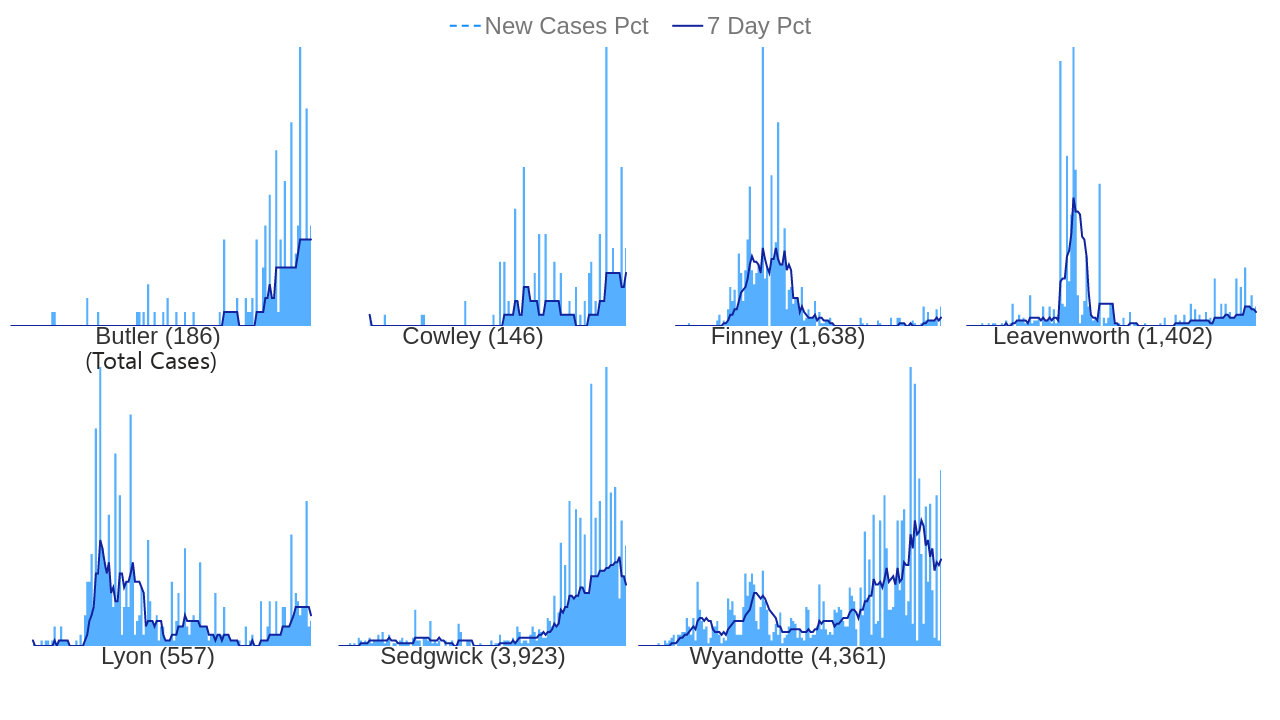 New Cases Pct 7 Day Pct
Butler (186) Cowley (146) Finney (1,638) Leavenworth (1,402)
(Total Cases)
Lyon (557) Sedgwick (3,923) Wyandotte (4,361)